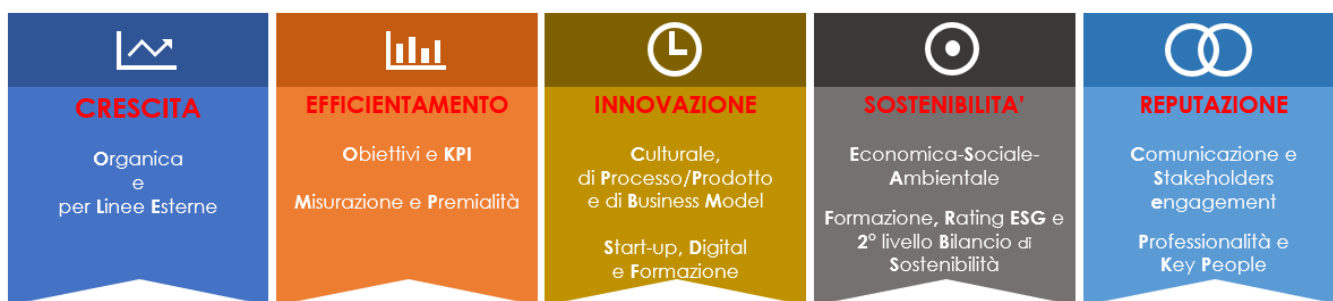 CRESCITA
Organica
e
per Linee Esterne
EFFICIENTAMENTO
Obiettivi e KPI
Misurazione e Premialità
INNOVAZIONE
Culturale,
di Processo/Prodotto
e di Business Model
Start-up, Digital
e Formazione
SOSTENIBILITA'
Economica-Sociale-
Ambientale
Formazione, Rating ESG e
2° livello Bilancio di
Sostenibilità
REPUTAZIONE
Comunicazione e
Stakeholders
engagement
Professionalità e
Key People